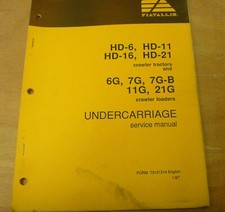 FIATALLIS
HD-6, HD-11
HD-16, HD-21
crawler tractors
and
6G, 7G, 7G-B
11G, 21G
crawler loaders
UNDERCARRIAGE
service manual
English